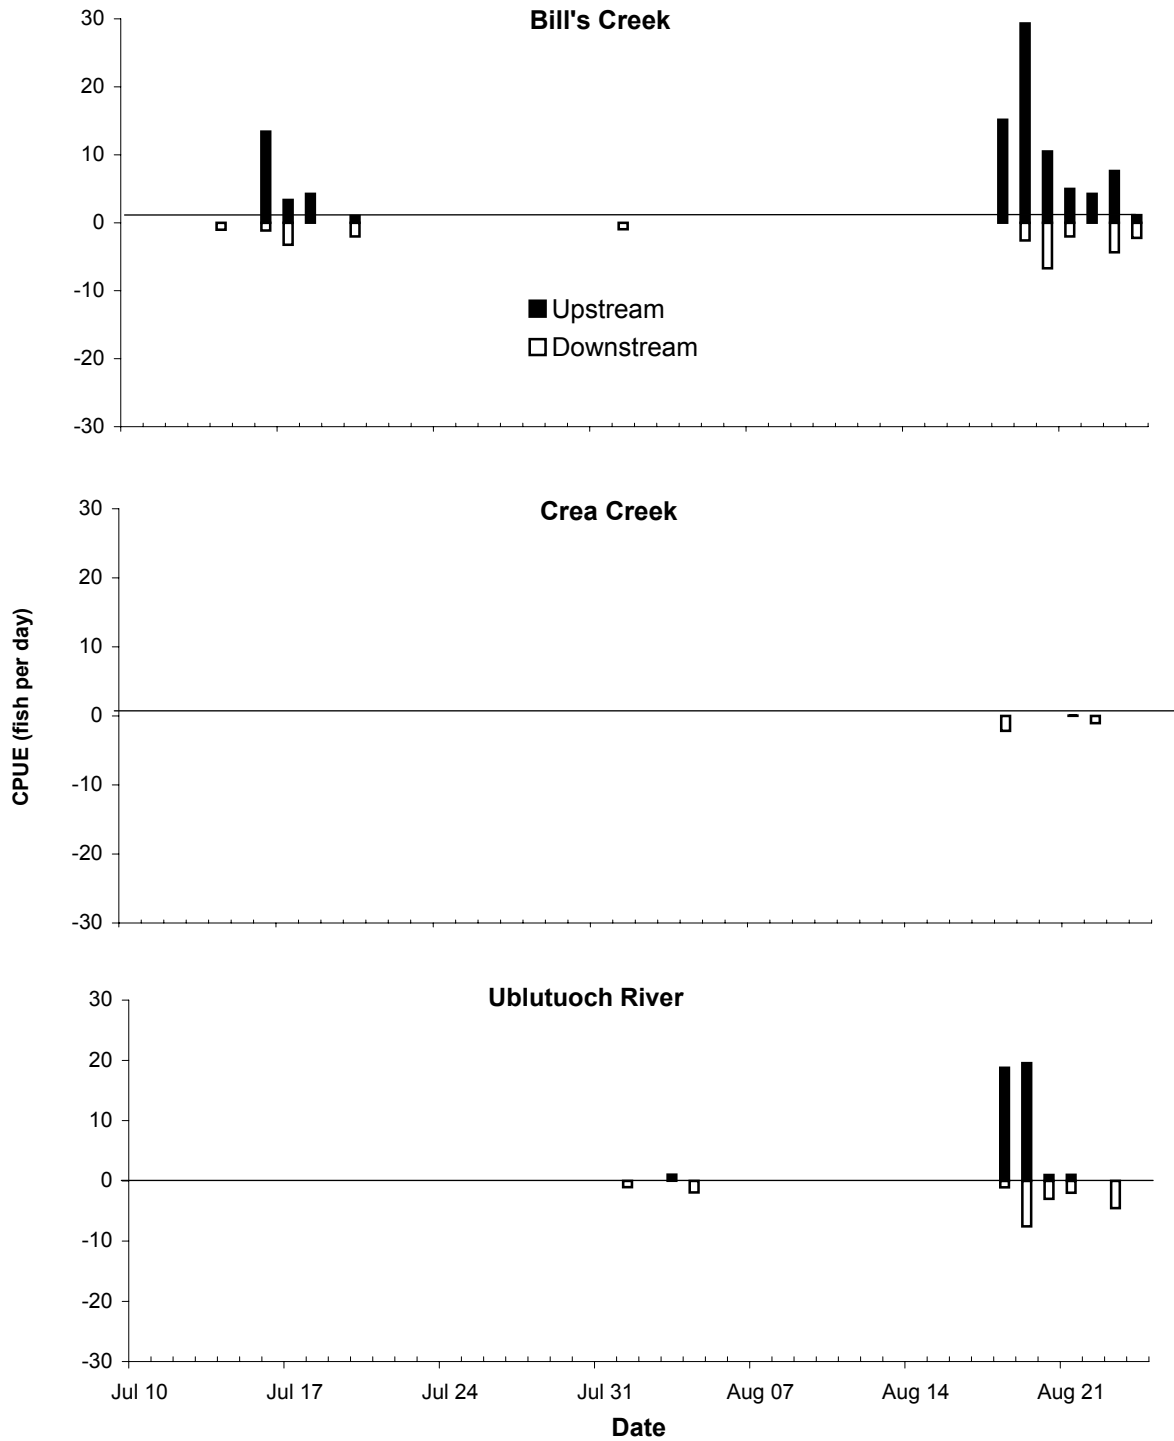 Bill's Creek
30
20
10
0
-10
-20
-30
Upstream
Downstream
Crea Creek
30
20
10
0
-10
-20
-30
CPUE (fish per day)
Ublutuoch River
30
20
10
0
-10
-20
-30
Jul 10 Jul 17 Jul 24 Jul 31 Aug 07 Aug 14 Aug 21
Date